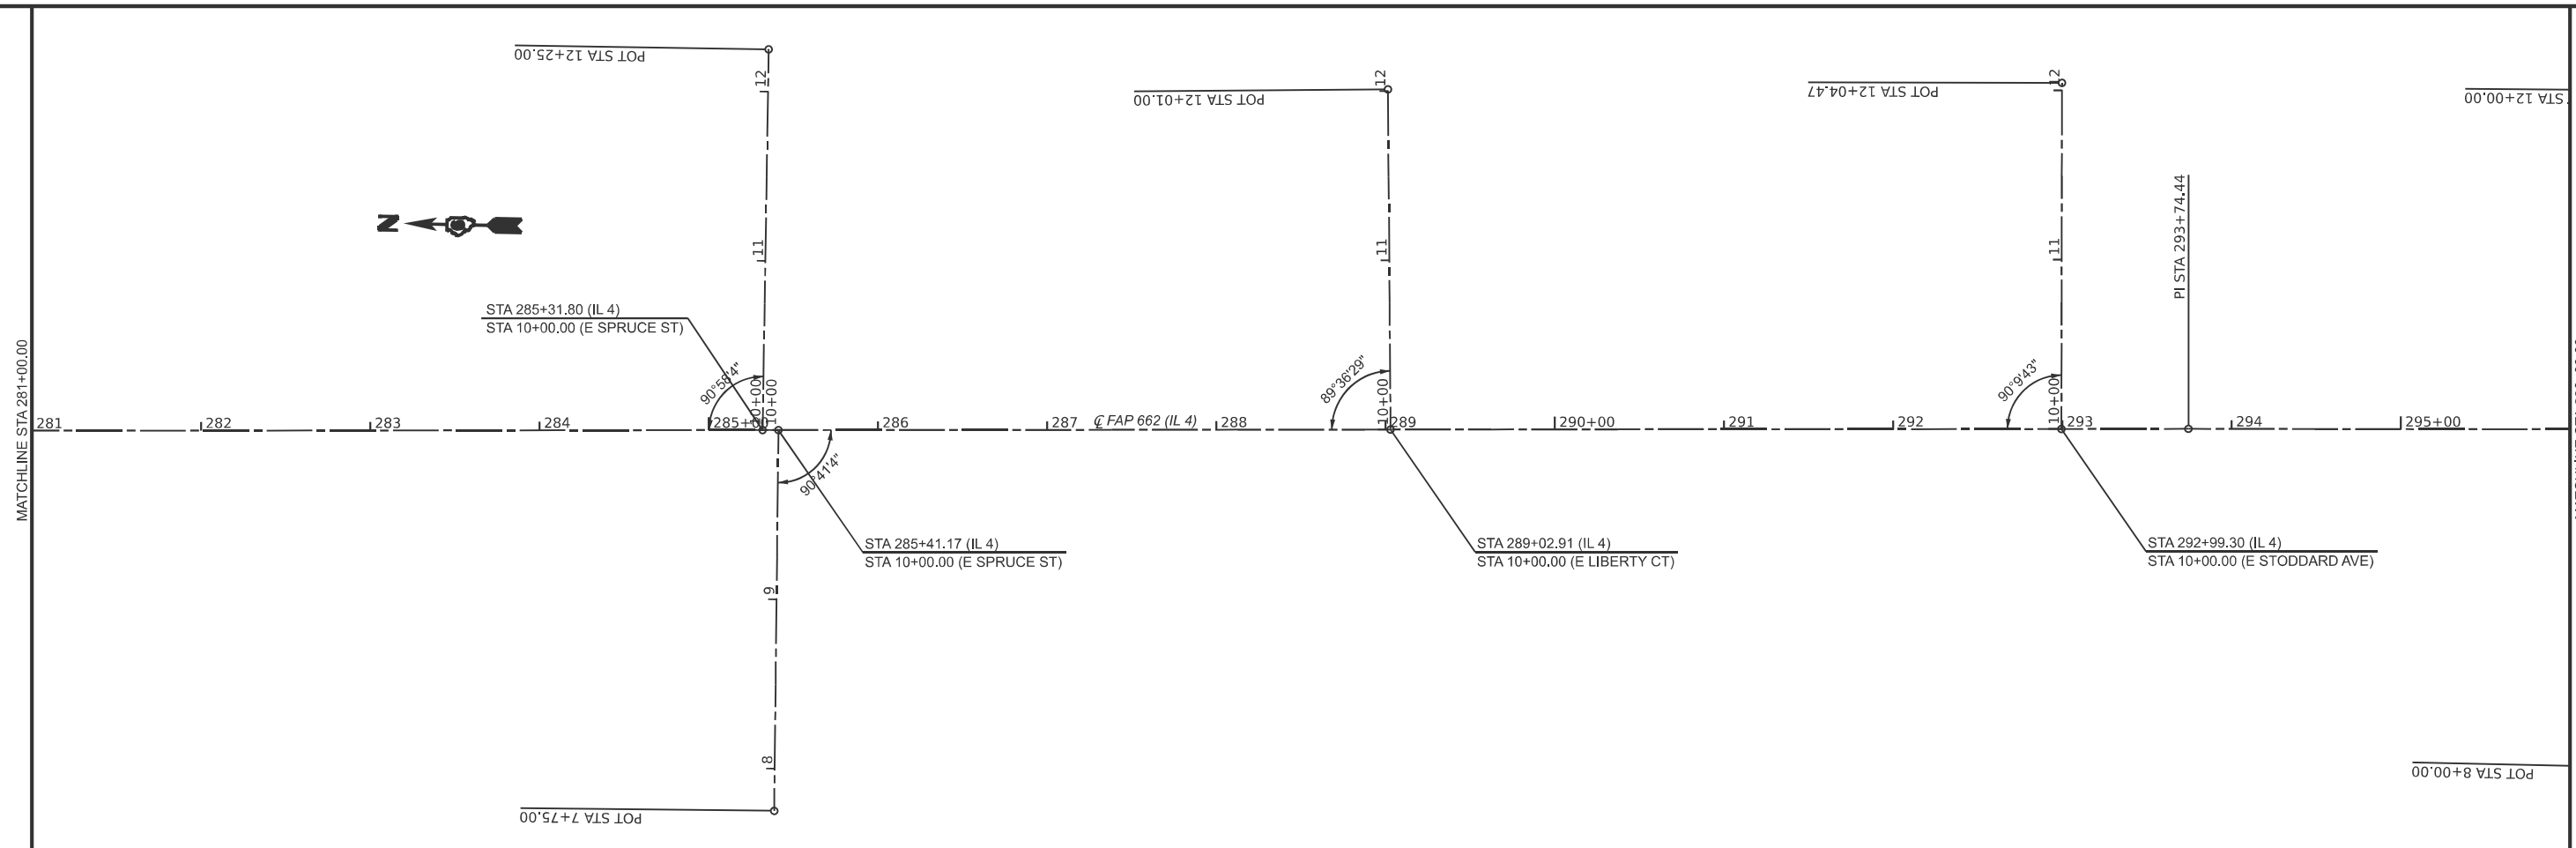 POT STA 12+25.00
12
POT STA 12+01.00
12
POT STA 12+04.47
12
STA 12+00.00
N
11
11
11
PI STA 293+74.44
STA 285+31.80 (IL 4)
STA 10+00.00 (E SPRUCE ST)
MATCHLINE STA 281+00.00
90°58'4"
10+00
10+00
89°36'29"
10+00
90°9'43"
10+00
281
282
283
284
285+00
286
287
℄ FAP 662 (IL 4)
288
289
290+00
291
292
293
294
295+00
90°41'4"
STA 285+41.17 (IL 4)
STA 10+00.00 (E SPRUCE ST)
STA 289+02.91 (IL 4)
STA 10+00.00 (E LIBERTY CT)
STA 292+99.30 (IL 4)
STA 10+00.00 (E STODDARD AVE)
9
8
POT STA 7+75.00
POT STA 8+00.00